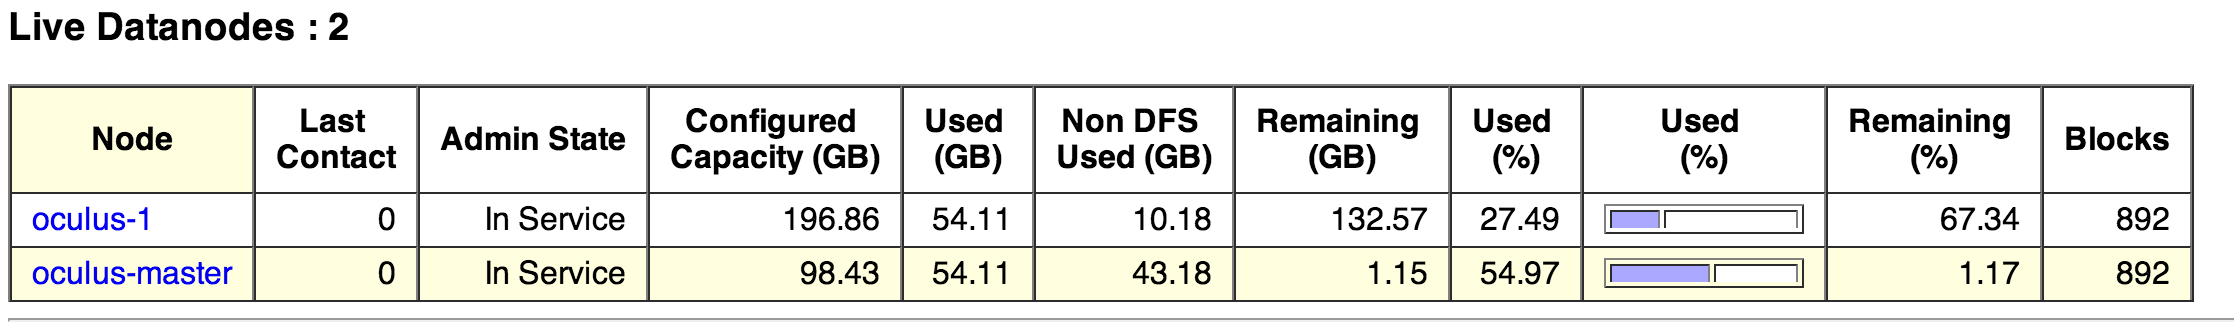 Live Datanodes : 2
Node Last Contact Admin State Configured Capacity (GB) Used (GB) Non DFS Used (GB) Remaining (GB) Used (%) Used (%) Remaining (%) Blocks
oculus-1 0 In Service 196.86 54.11 10.18 132.57 27.49 67.34 892
oculus-master 0 In Service 98.43 54.11 43.18 1.15 54.97 1.17 892